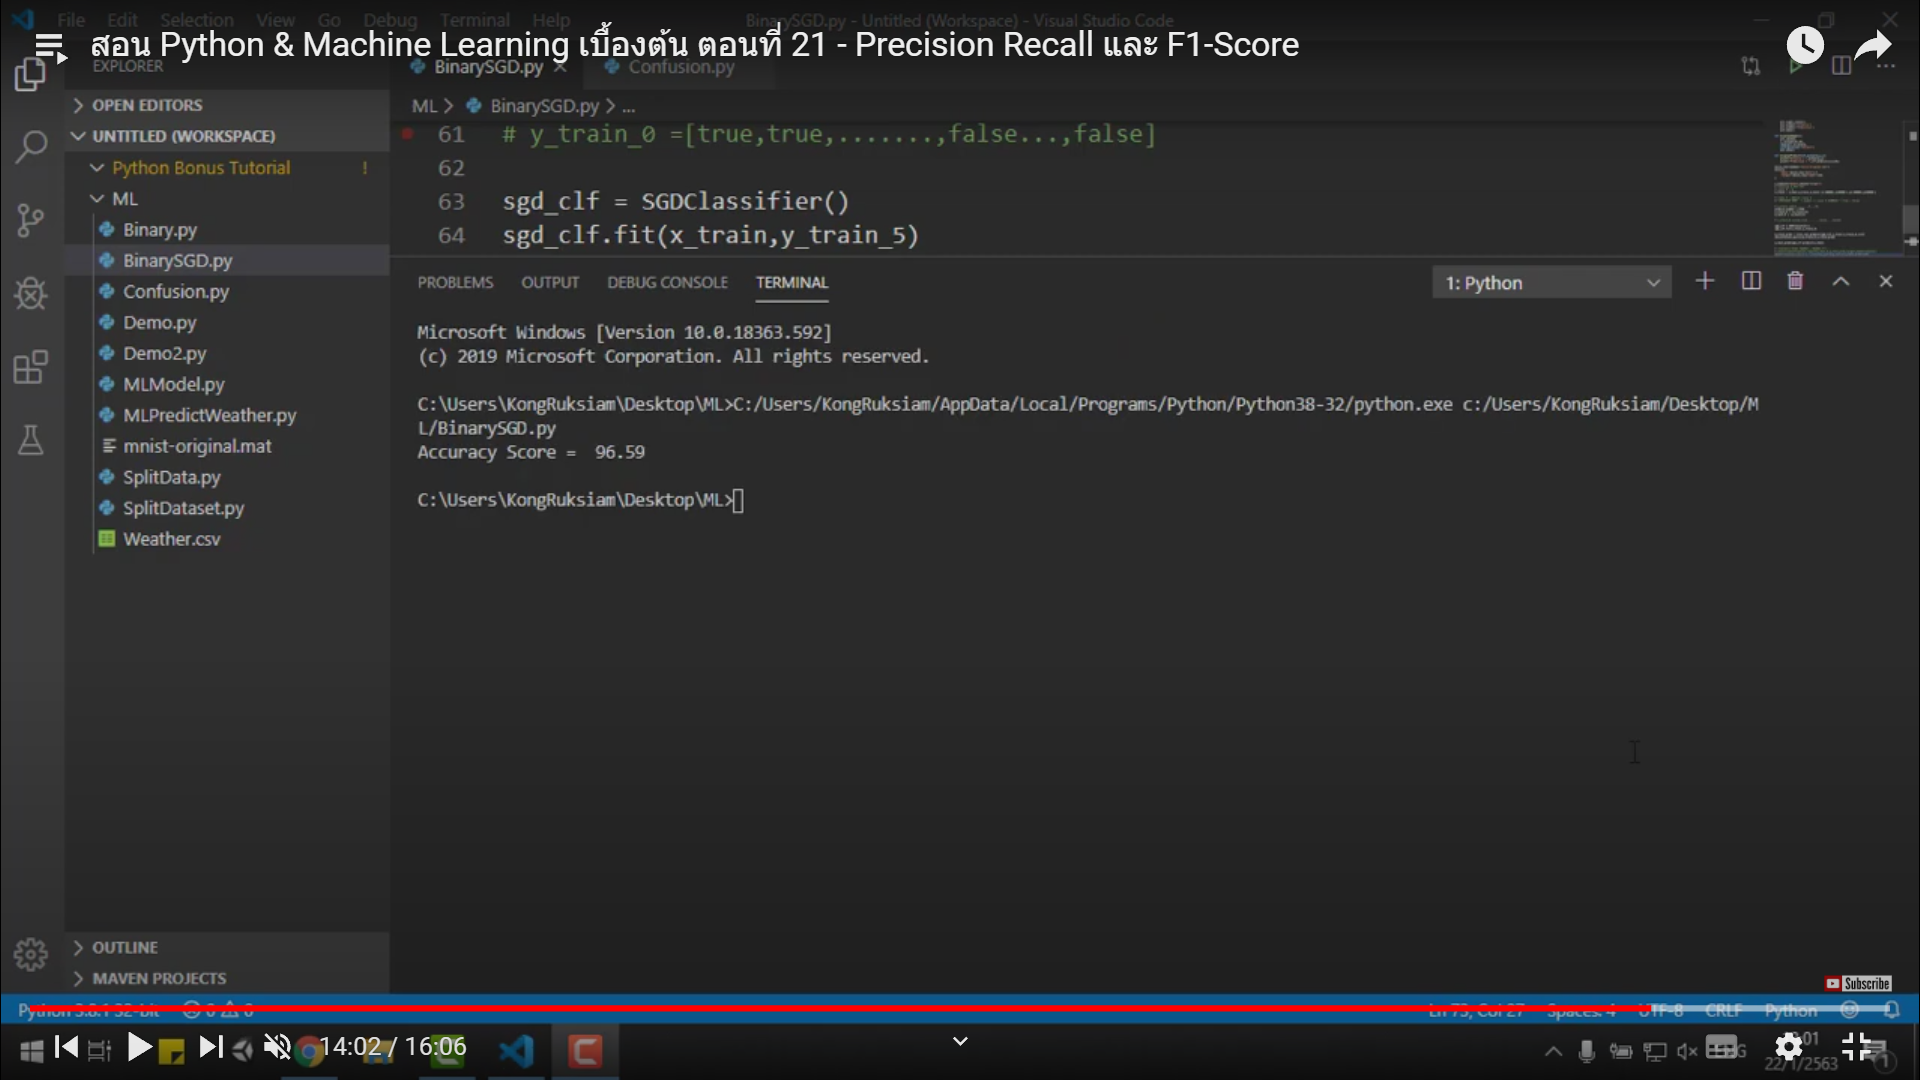 File Edit Selection View Go Debug Terminal Help BinarySGD.py - Untitled (Workspace) - Visual Studio Code
สอน Python & Machine Learning เบื้องต้น ตอนที่ 21 - Precision Recall และ F1-Score
EXPLORER
BinarySGD.py
Confusion.py
OPEN EDITORS
UNTITLED (WORKSPACE)
Python Bonus Tutorial !
ML
Binary.py
BinarySGD.py
Confusion.py
Demo.py
Demo2.py
MLModel.py
MLPredictWeather.py
mnist-original.mat
SplitData.py
SplitDataset.py
Weather.csv
OUTLINE
MAVEN PROJECTS
ML > BinarySGD.py > ...
61 # y_train_0 =[true,true,.......,false...,false]
62
63 sgd_clf = SGDClassifier()
64 sgd_clf.fit(x_train,y_train_5)
PROBLEMS OUTPUT DEBUG CONSOLE TERMINAL 1: Python
Microsoft Windows [Version 10.0.18363.592]
(c) 2019 Microsoft Corporation. All rights reserved.
C:\Users\KongRuksiam\Desktop\ML>C:/Users/KongRuksiam/AppData/Local/Programs/Python/Python38-32/python.exe c:/Users/KongRuksiam/Desktop/M
L/BinarySGD.py
Accuracy Score =  96.59
C:\Users\KongRuksiam\Desktop\ML>
Subscribe
Python 3.8.1 32-bit 0 0 Ln 73, Col 27 Spaces: 4 UTF-8 CRLF Python
14:02 / 16:06
22/1/2563